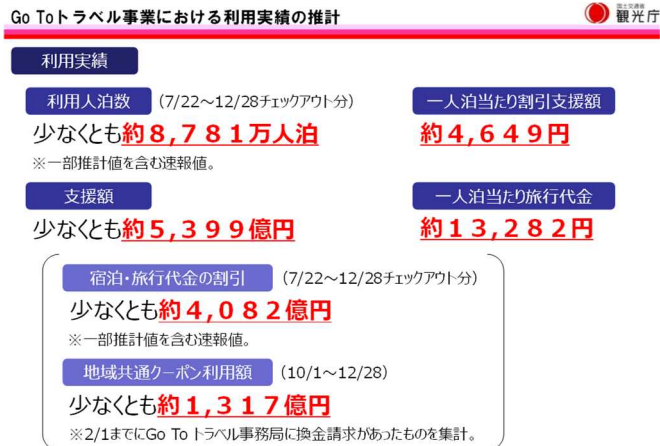 Go Toトラベル事業における利用実績の推計
国土交通省
観光庁
利用実績
利用人泊数 (7/22～12/28チェックアウト分)
少なくとも約8,781万人泊
※一部推計値を含む速報値。
一人泊当たり割引支援額
約4,649円
支援額
少なくとも約5,399億円
一人泊当たり旅行代金
約13,282円
宿泊・旅行代金の割引 (7/22～12/28チェックアウト分)
少なくとも約4,082億円
※一部推計値を含む速報値。
地域共通クーポン利用額 (10/1～12/28)
少なくとも約1,317億円
※2/1までにGo To トラベル事務局に換金請求があったものを集計。